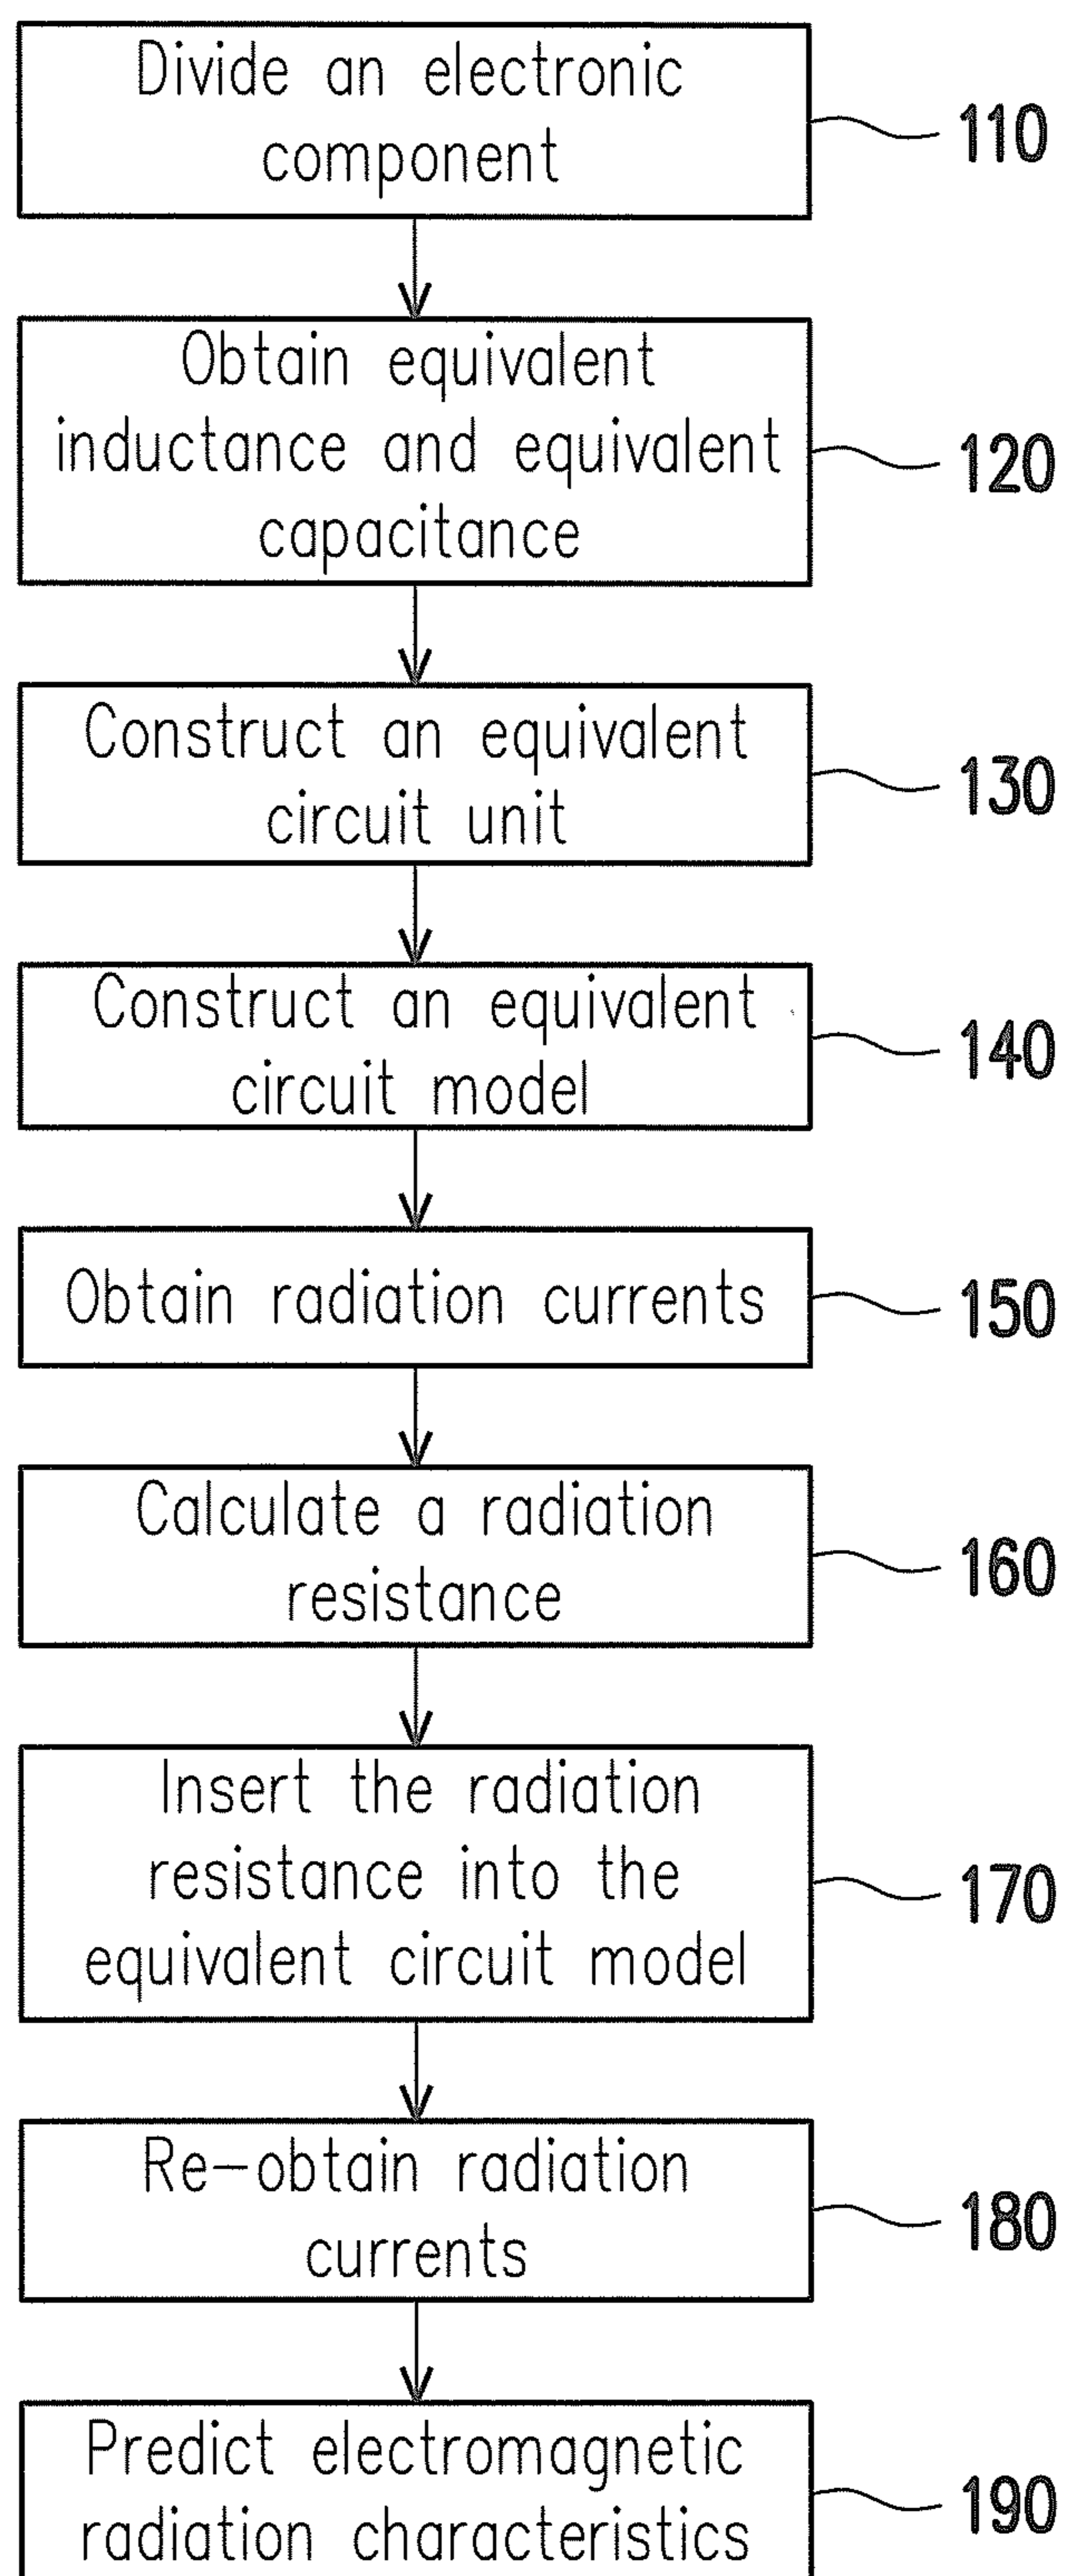 Divide an electronic
component
110
Obtain equivalent
inductance and equivalent
capacitance
120
Construct an equivalent
circuit unit
130
Construct an equivalent
circuit model
140
Obtain radiation currents
150
Calculate a radiation
resistance
160
Insert the radiation
resistance into the
equivalent circuit model
170
Re-obtain radiation
currents
180
Predict electromagnetic
radiation characteristics
190